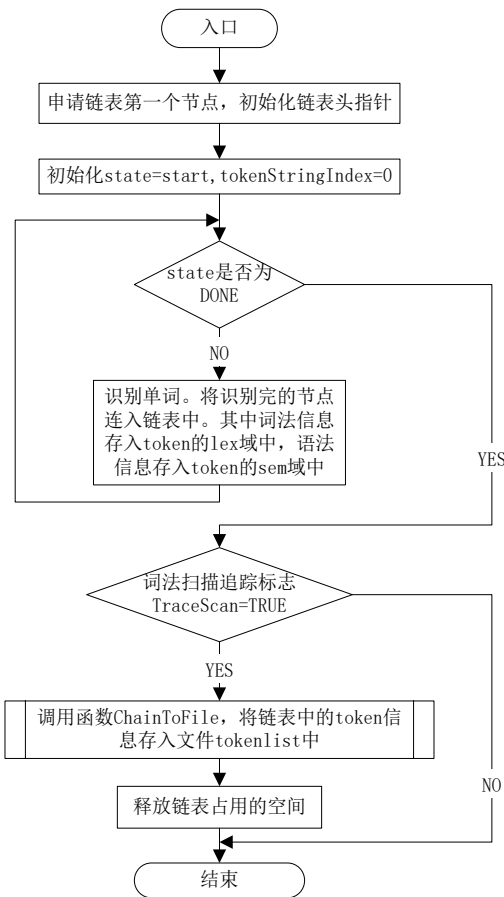 入口
申请链表第一个节点，初始化链表头指针
初始化state=start,tokenStringIndex=0
state是否为
DONE
NO
识别单词。将识别完的节点
连入链表中。其中词法信息
存入token的lex域中，语法
信息存入token的sem域中
YES
词法扫描追踪标志
TraceScan=TRUE
YES
调用函数ChainToFile，将链表中的token信
息存入文件tokenlist中
NO
释放链表占用的空间
结束